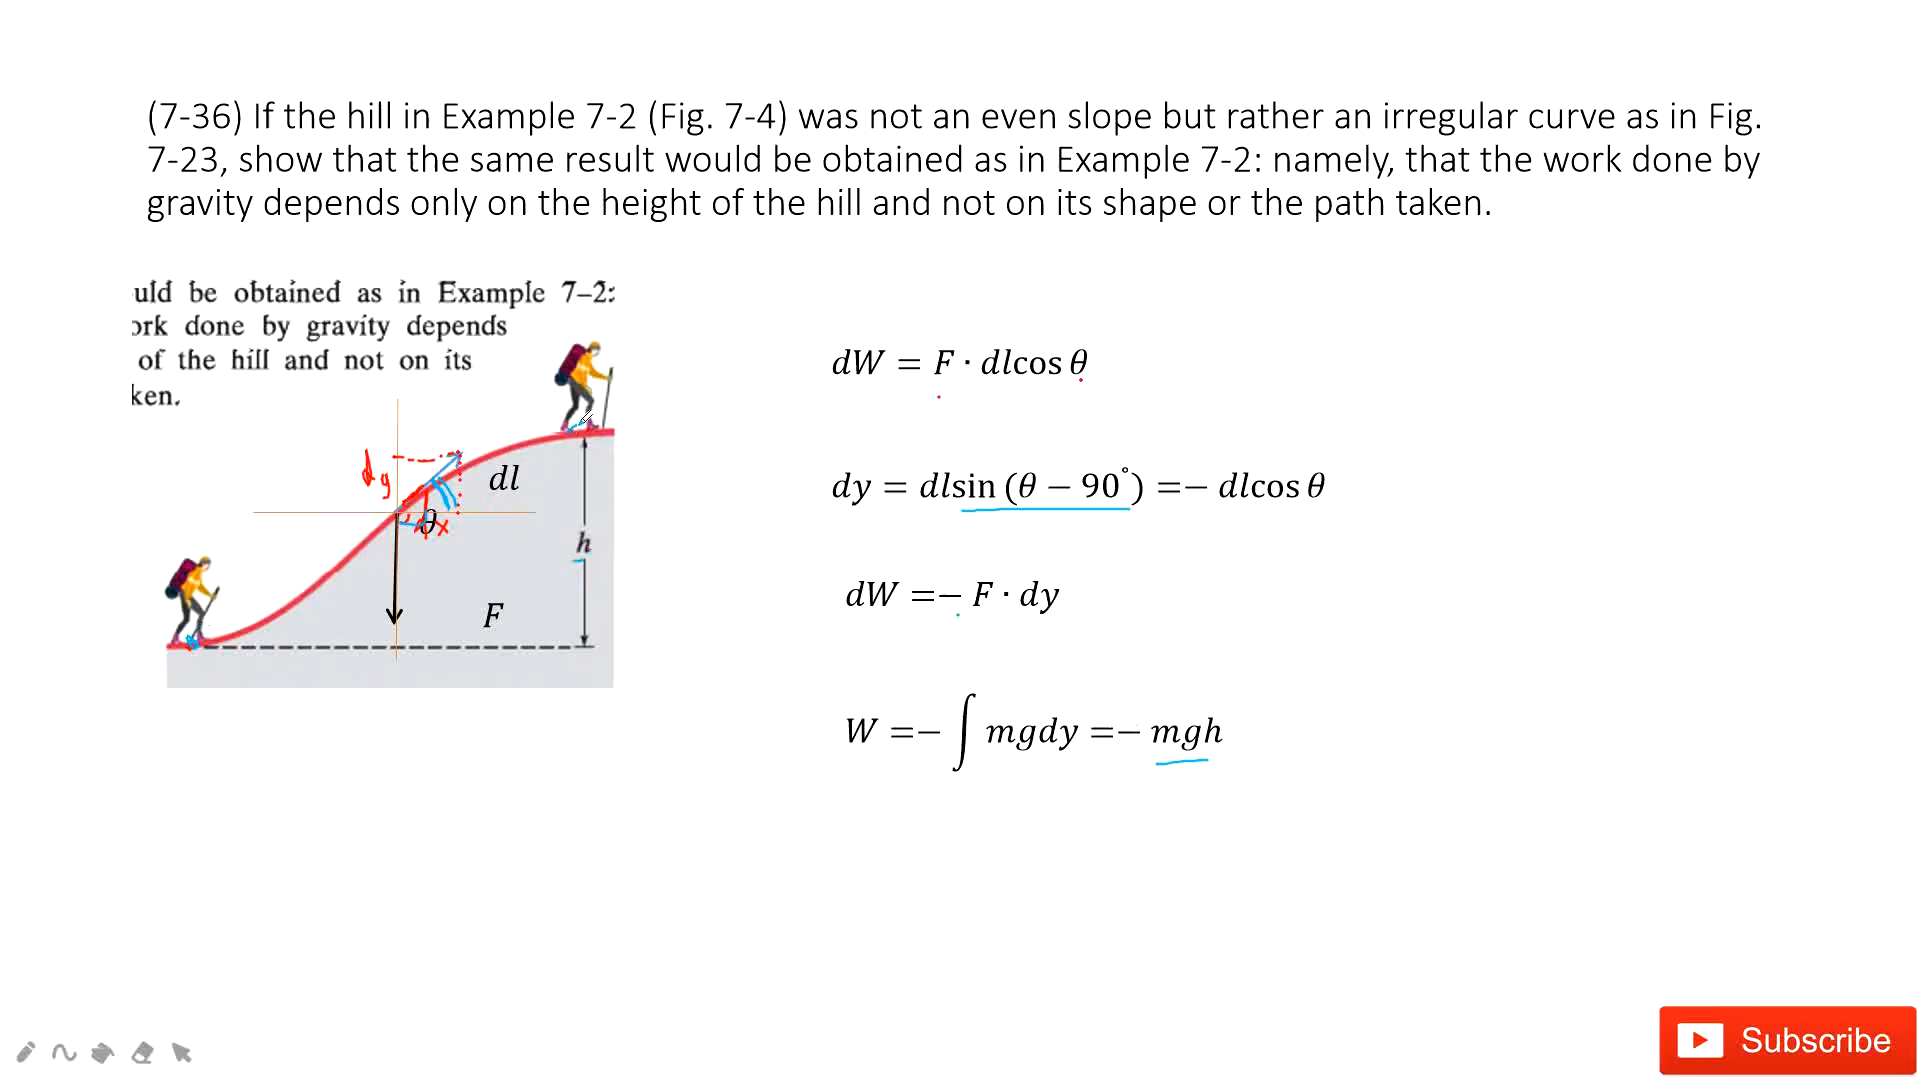 (7-36) If the hill in Example 7-2 (Fig. 7-4) was not an even slope but rather an irregular curve as in Fig.
7-23, show that the same result would be obtained as in Example 7-2: namely, that the work done by
gravity depends only on the height of the hill and not on its shape or the path taken.
uld be obtained as in Example 7–2:
ork done by gravity depends
of the hill and not on its
ken.
dy
dl
θ
dx
h
F
dW = F · dlcos θ
dy = dlsin (θ − 90°) =− dlcos θ
dW =− F · dy
W =− ∫ mgdy =− mgh
Subscribe